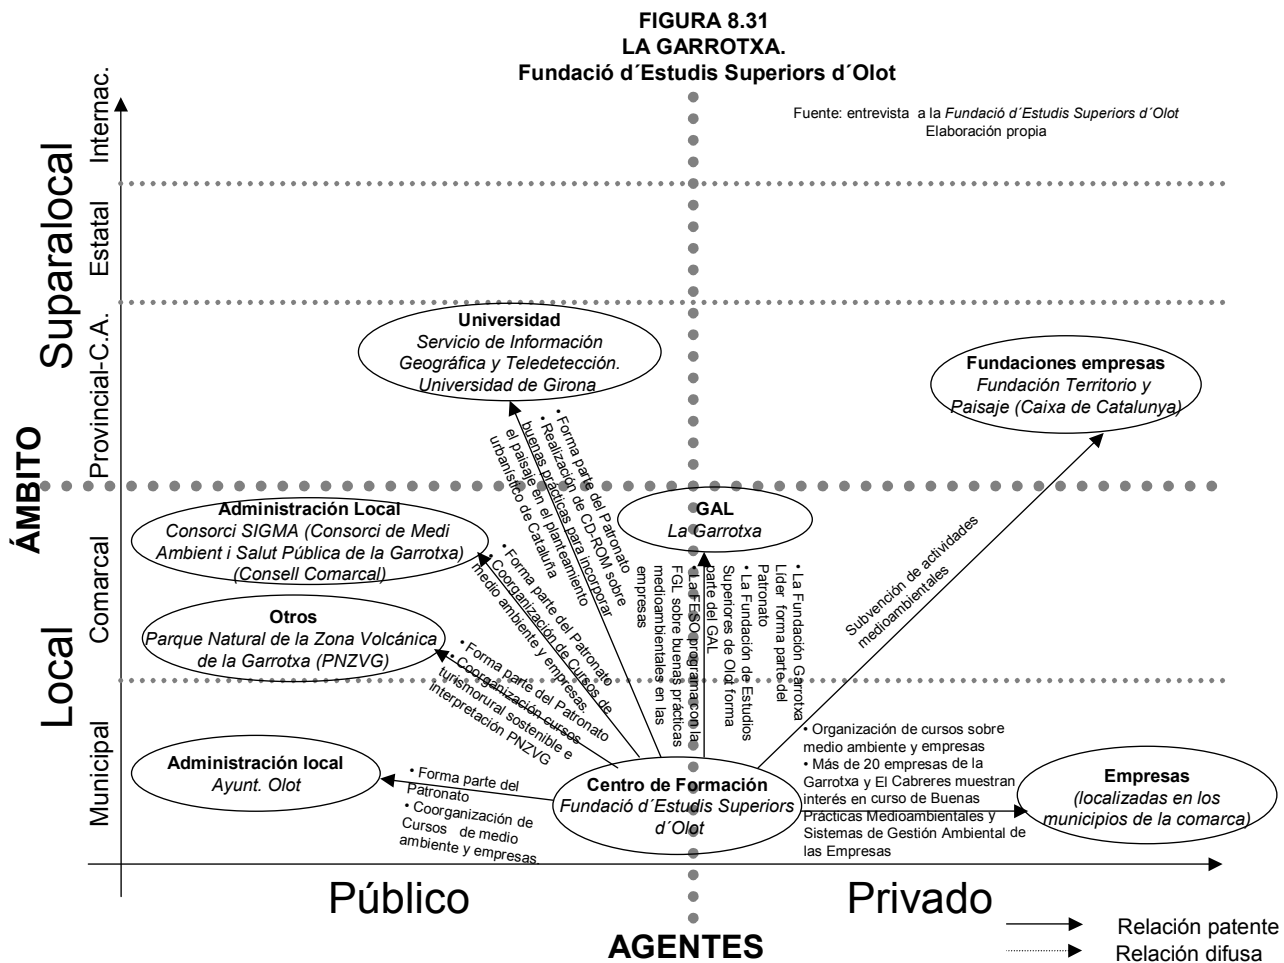 FIGURA 8.31
LA GARROTXA.
Fundació d´Estudis Superiors d´Olot
Fuente: entrevista a la Fundació d´Estudis Superiors d´Olot
Elaboración propia
ÁMBITO
Suparalocal
Local
Internac.
Estatal
Provincial-C.A.
Comarcal
Municipal
Universidad
Servicio de Información
Geográfica y Teledetección.
Universidad de Girona
Fundaciones empresas
Fundación Territorio y
Paisaje (Caixa de Catalunya)
Administración Local
Consorci SIGMA (Consorci de Medi
Ambient i Salut Pública de la Garrotxa)
(Consell Comarcal)
GAL
La Garrotxa
Otros
Parque Natural de la Zona Volcánica
de la Garrotxa (PNZVG)
Administración local
Ayunt. Olot
Centro de Formación
Fundació d´Estudis Superiors
d´Olot
Empresas
(localizadas en los
municipios de la comarca)
• Forma parte del Patronato
• Realización de CD-ROM sobre
buenas prácticas para incorporar
el paisaje en el planteamiento
urbanístico de Cataluña
• Forma parte del Patronato
• Coorganización de Cursos de
medio ambiente y empresas.
• Forma parte del Patronato
• Coorganización cursos
turismorural sostenible e
interpretación PNZVG
• Forma parte del
Patronato
• Coorganización de
Cursos de medio
ambiente y empresas.
• La Fundación Garrotxa
Líder forma parte del
Patronato
• La Fundación de Estudios
Superiores de Olot forma
parte del GAL
• La FESO programa con la
FGL sobre buenas prácticas
medioambientales en las
empresas
Subvención de actividades
medioambientales
• Organización de cursos sobre
medio ambiente y empresas
• Más de 20 empresas de la
Garrotxa y El Cabreres muestran
interés en curso de Buenas
Prácticas Medioambientales y
Sistemas de Gestión Ambiental de
las Empresas
Público
Privado
AGENTES
Relación patente
Relación difusa